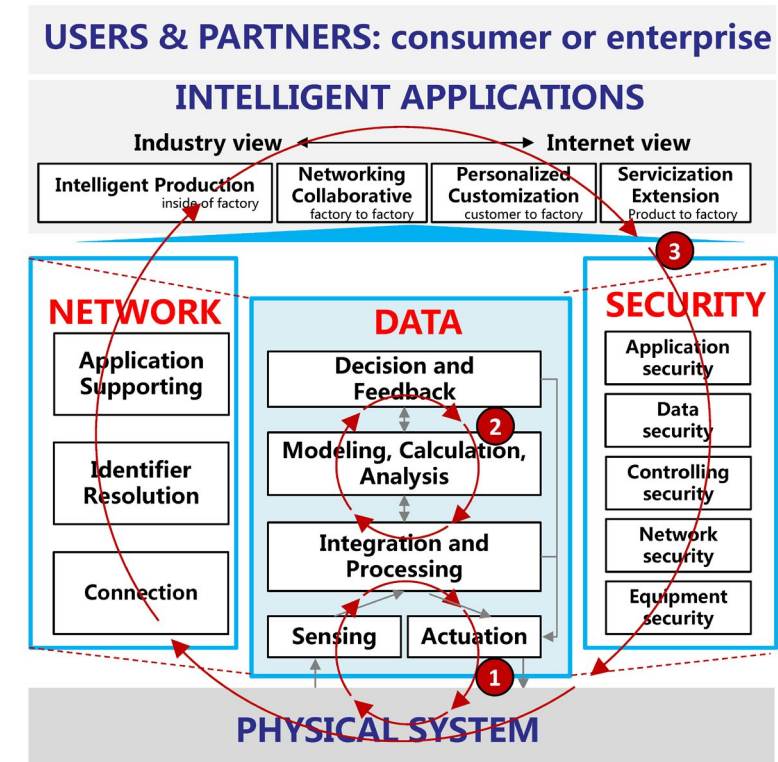 USERS & PARTNERS: consumer or enterprise
INTELLIGENT APPLICATIONS
Industry view
Internet view
Intelligent Production
inside of factory
Networking
Collaborative
factory to factory
Personalized
Customization
customer to factory
Servicization
Extension
Product to factory
3
NETWORK
Application
Supporting
Identifier
Resolution
Connection
DATA
Decision and
Feedback
2
Modeling, Calculation,
Analysis
Integration and
Processing
Sensing
Actuation
1
SECURITY
Application
security
Data
security
Controlling
security
Network
security
Equipment
security
PHYSICAL SYSTEM